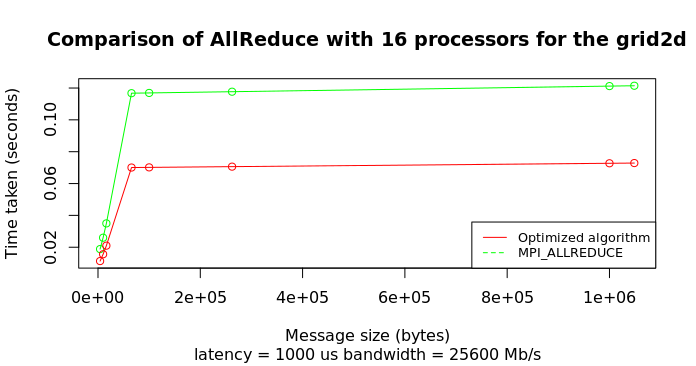 Comparison of AllReduce with 16 processors for the grid2d
Time taken (seconds)
0.10
0.06
0.02
Optimized algorithm
MPI_ALLREDUCE
0e+00 2e+05 4e+05 6e+05 8e+05 1e+06
Message size (bytes)
latency = 1000 us bandwidth = 25600 Mb/s